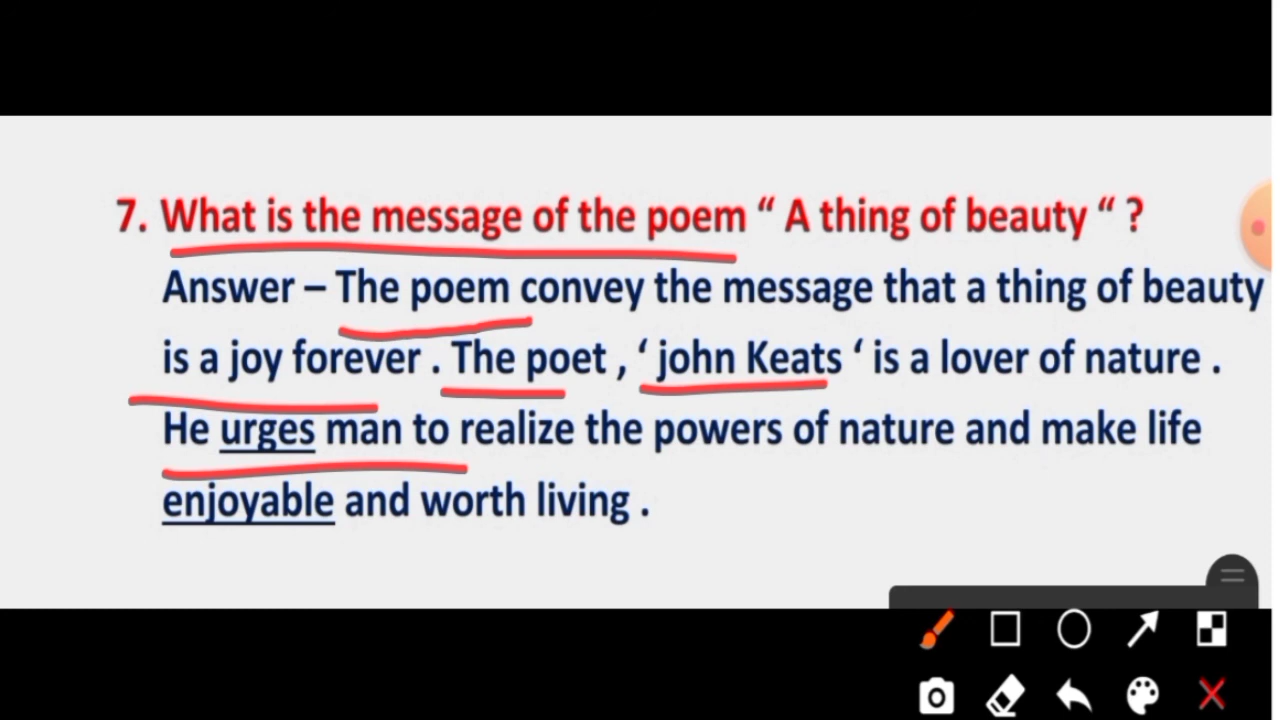 7. What is the message of the poem “ A thing of beauty “ ?
Answer – The poem convey the message that a thing of beauty
is a joy forever . The poet , ‘ john Keats ‘ is a lover of nature .
He urges man to realize the powers of nature and make life
enjoyable and worth living .